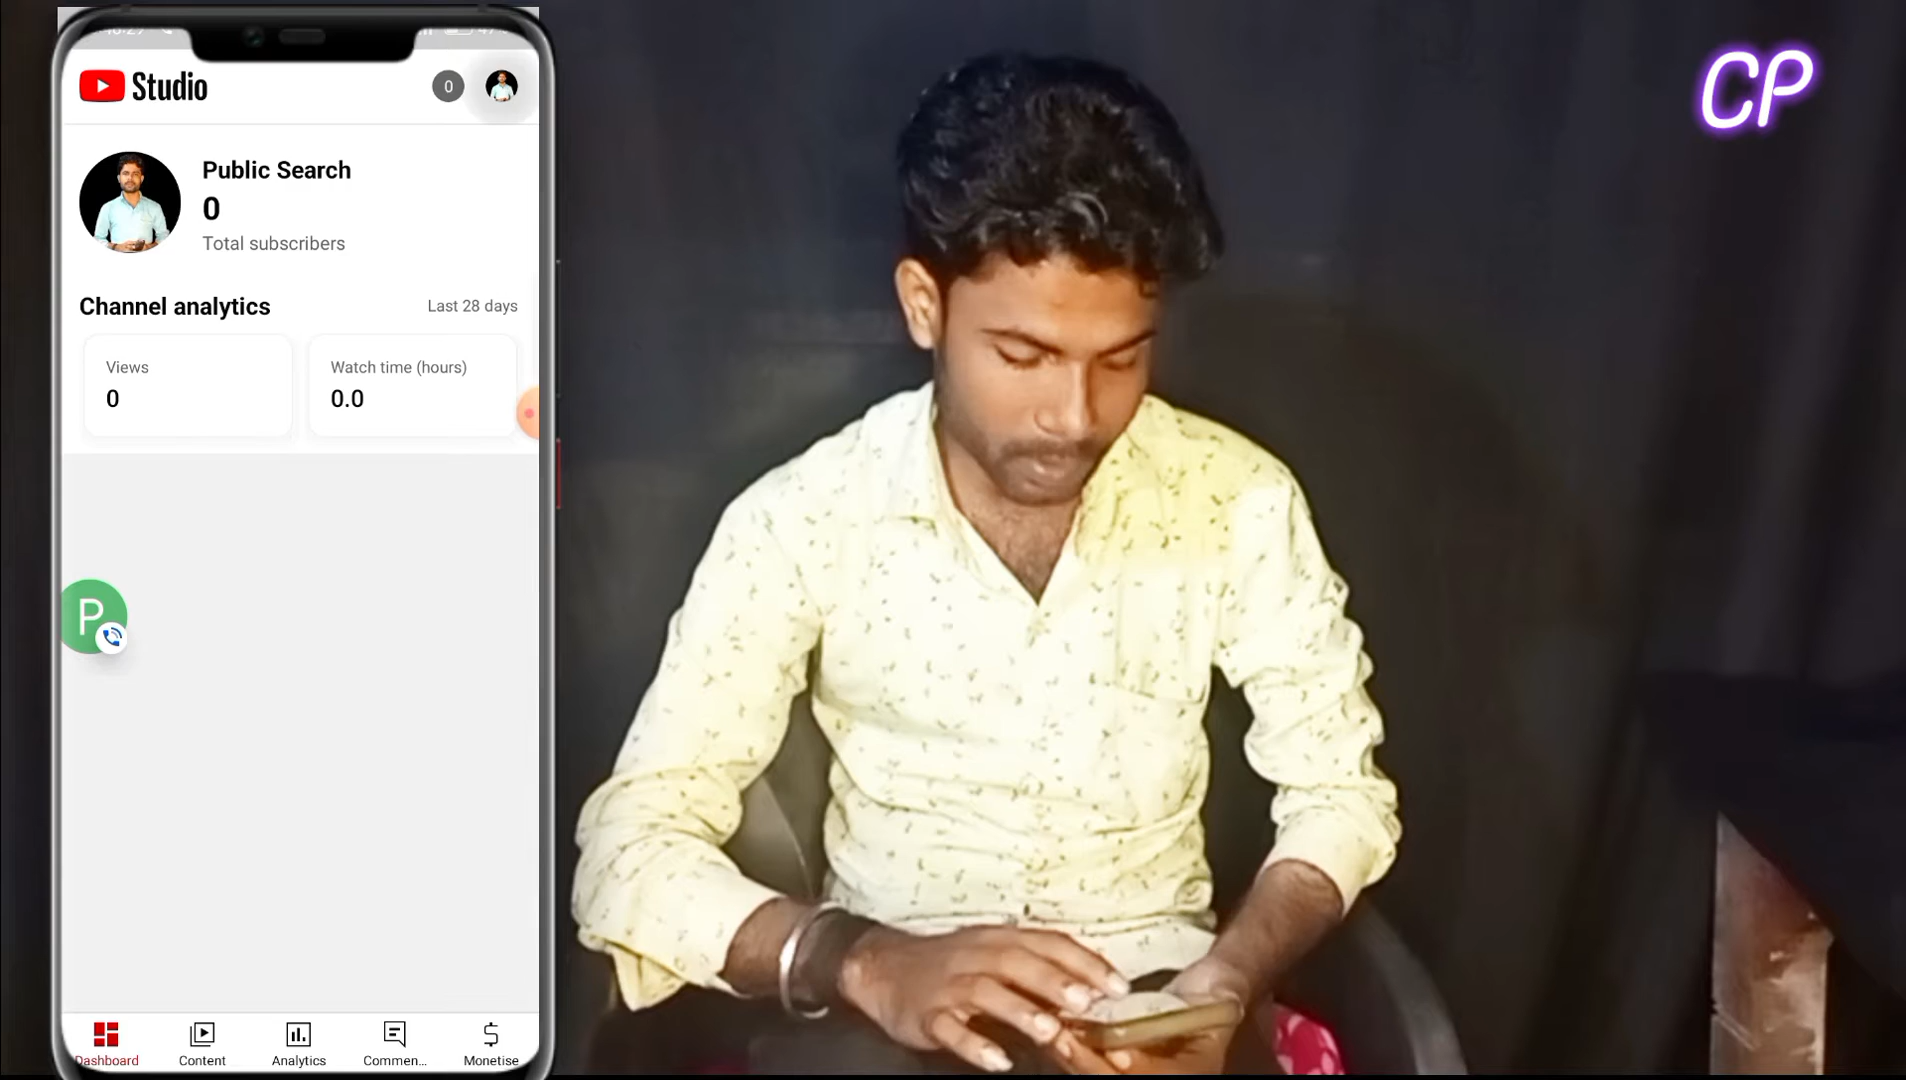 Studio
0
Public Search
0
Total subscribers
Channel analytics
Last 28 days
Views
0
Watch time (hours)
0.0
P
Dashboard
Content
Analytics
Commen...
Monetise
CP